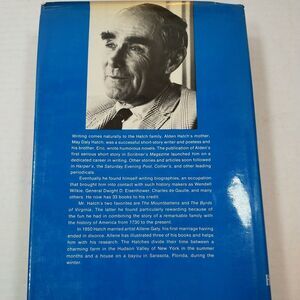 Writing comes naturally to the Hatch family. Alden Hatch's mother,
May Daly Hatch, was a successful short-story writer and poetess and
his brother, Eric, wrote humorous novels. The publication of Alden's
first serious short story in Scribner's Magazine launched him on a
dedicated career in writing. Other stories and articles soon followed
in Harper's, the Saturday Evening Post, Collier's, and other leading
periodicals.
Eventually he found himself writing biographies, an occupation
that brought him into contact with such history makers as Wendell
Willkie, General Dwight D. Eisenhower, Charles de Gaulle, and many
others. He now has 33 books to his credit.
Mr. Hatch's two favorites are The Mountbattens and The Byrds
of Virginia. The latter he found particularly rewarding because of
the fun he had in combining the story of a remarkable family with
the history of America from 1730 to the present.
In 1950 Hatch married artist Allene Gaty, his first marriage having
ended in divorce. Allene has illustrated three of his books and helps
him with his research. The Hatches divide their time between a
charming farm in the Hudson Valley of New York in the summer
months and a house on a bayou in Sarasota, Florida, during the
winter.